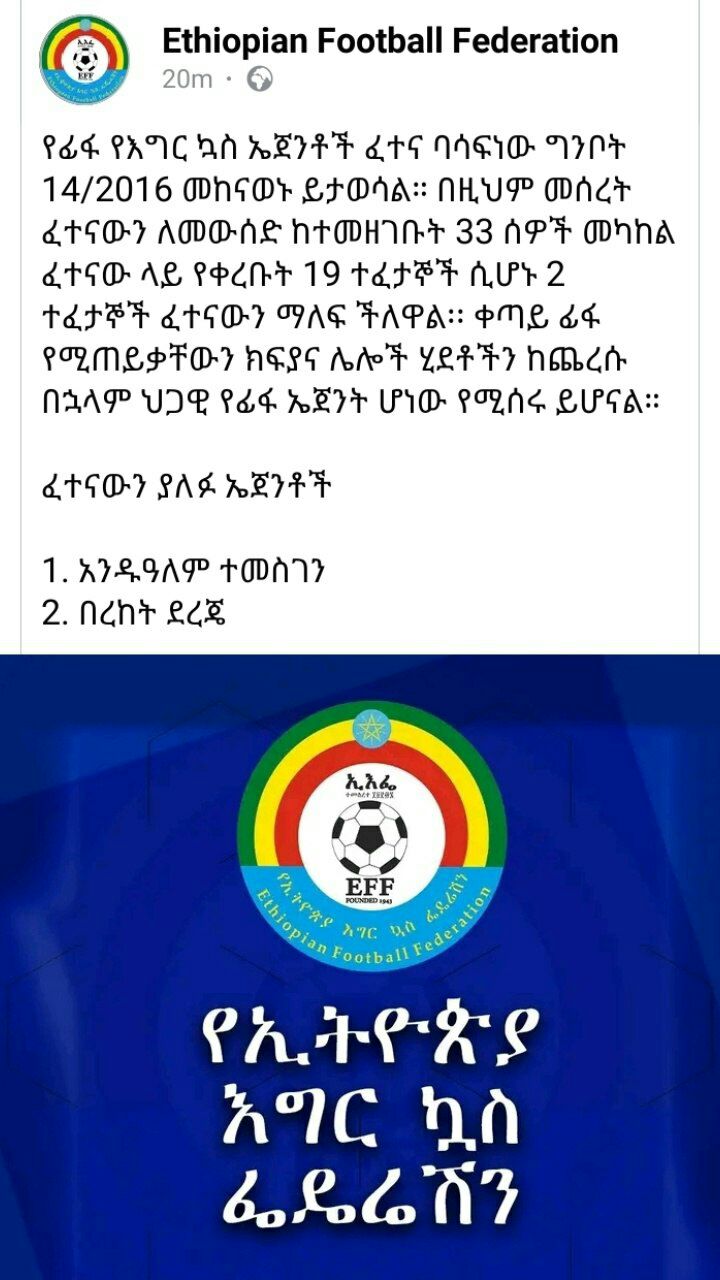 Ethiopian Football Federation
20m ·
የፊፋ የእግር ኳስ ኤጀንቶች ፈተና ባሳፍነው ግንቦት
14/2016 መከናወኑ ይታወሳል። በዚህም መሰረት
ፈተናውን ለመውሰድ ከተመዘገቡት 33 ሰዎች መካከል
ፈተናው ላይ የቀረቡት 19 ተፈታኞች ሲሆኑ 2
ተፈታኞች ፈተናውን ማለፍ ችለዋል፡፡ ቀጣይ ፊፋ
የሚጠይቃቸውን ክፍያና ሌሎች ሂደቶችን ከጨረሱ
በኋላም ህጋዊ የፊፋ ኤጀንት ሆነው የሚሰሩ ይሆናል።
ፈተናውን ያለፉ ኤጀንቶች
1. አንዱዓለም ተመስገን
2. በረከት ደረጄ
ኢእፌ
EFF
FOUNDED 1943
የኢትዮጵያ እግር ኳስ ፌዴሬሽን
Ethiopian Football Federation
የኢትዮጵያ
እግር ኳስ
ፌዴሬሽን